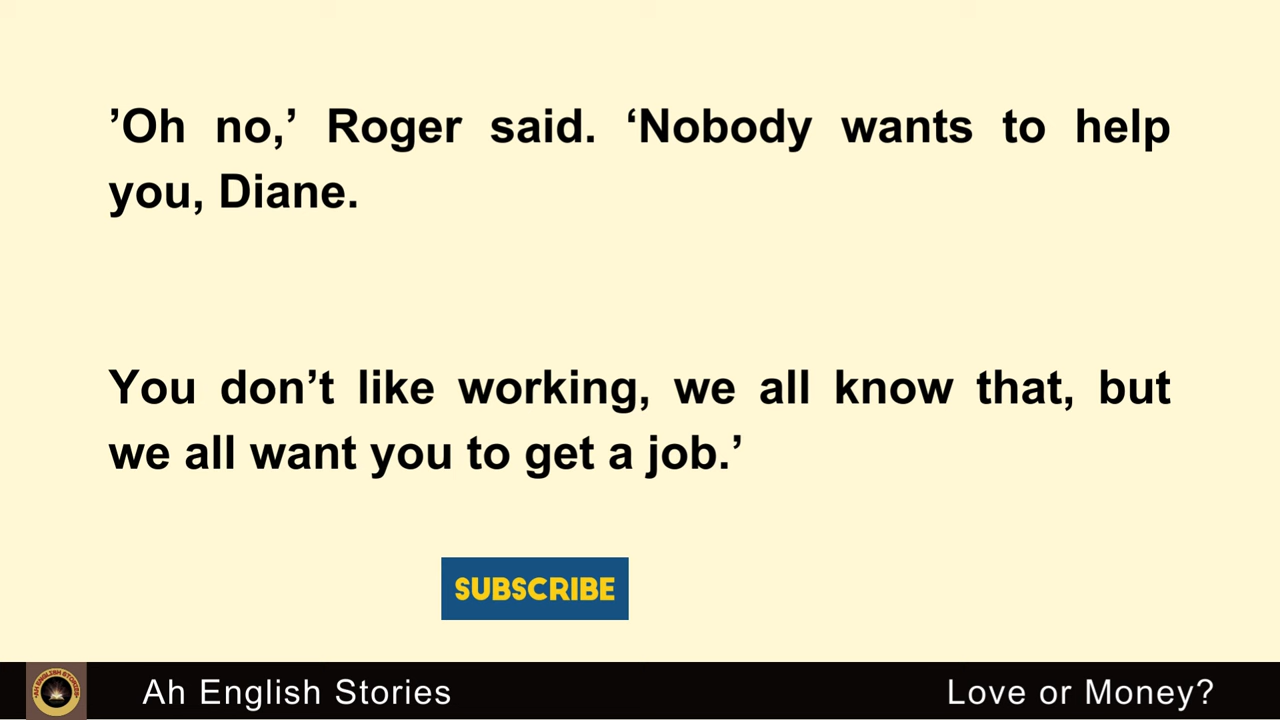 ’Oh no,’ Roger said. ‘Nobody wants to help
you, Diane.
You don’t like working, we all know that, but
we all want you to get a job.’
SUBSCRIBE
Ah English Stories
Love or Money?